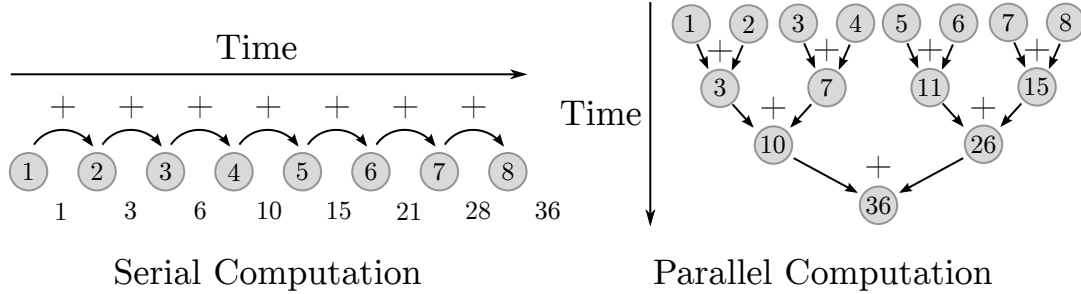 Time
+ + + + + + +
1 2 3 4 5 6 7 8
1 3 6 10 15 21 28 36
Serial Computation
Time
1 2 3 4 5 6 7 8
+ + + +
3 7 11 15
+ +
10 26
+
36
Parallel Computation